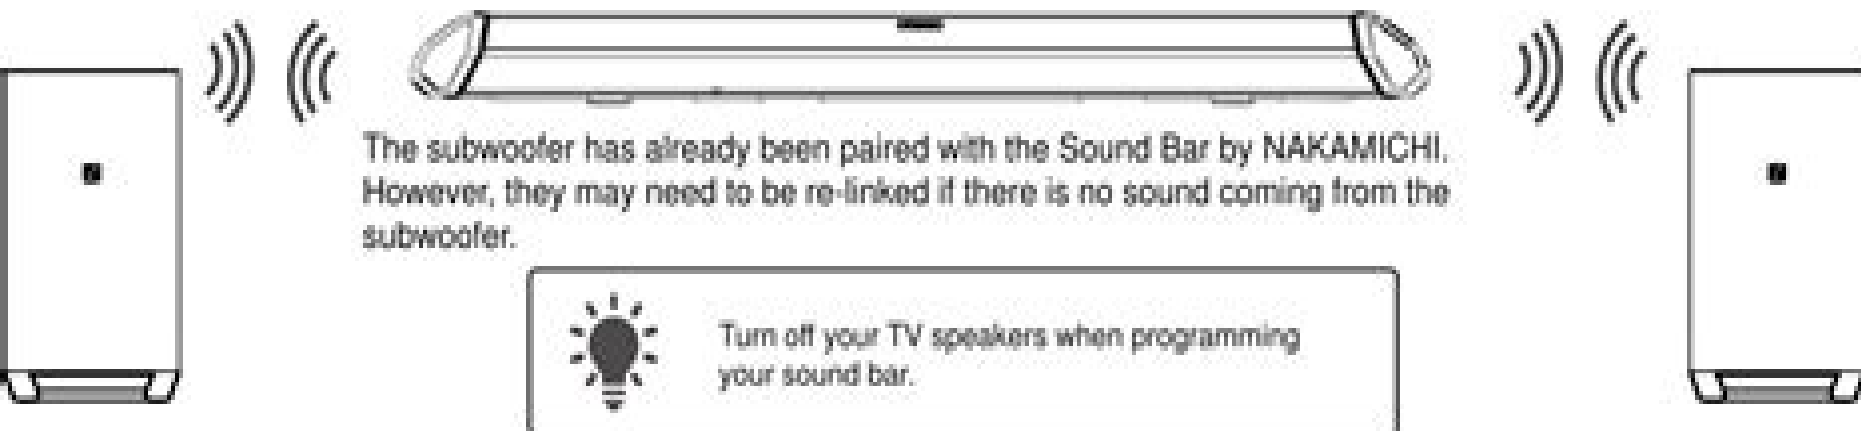 The subwoofer has already been paired with the Sound Bar by NAKAMICHI.
However, they may need to be re-linked if there is no sound coming from the
subwoofer.
Turn off your TV speakers when programming
your sound bar.